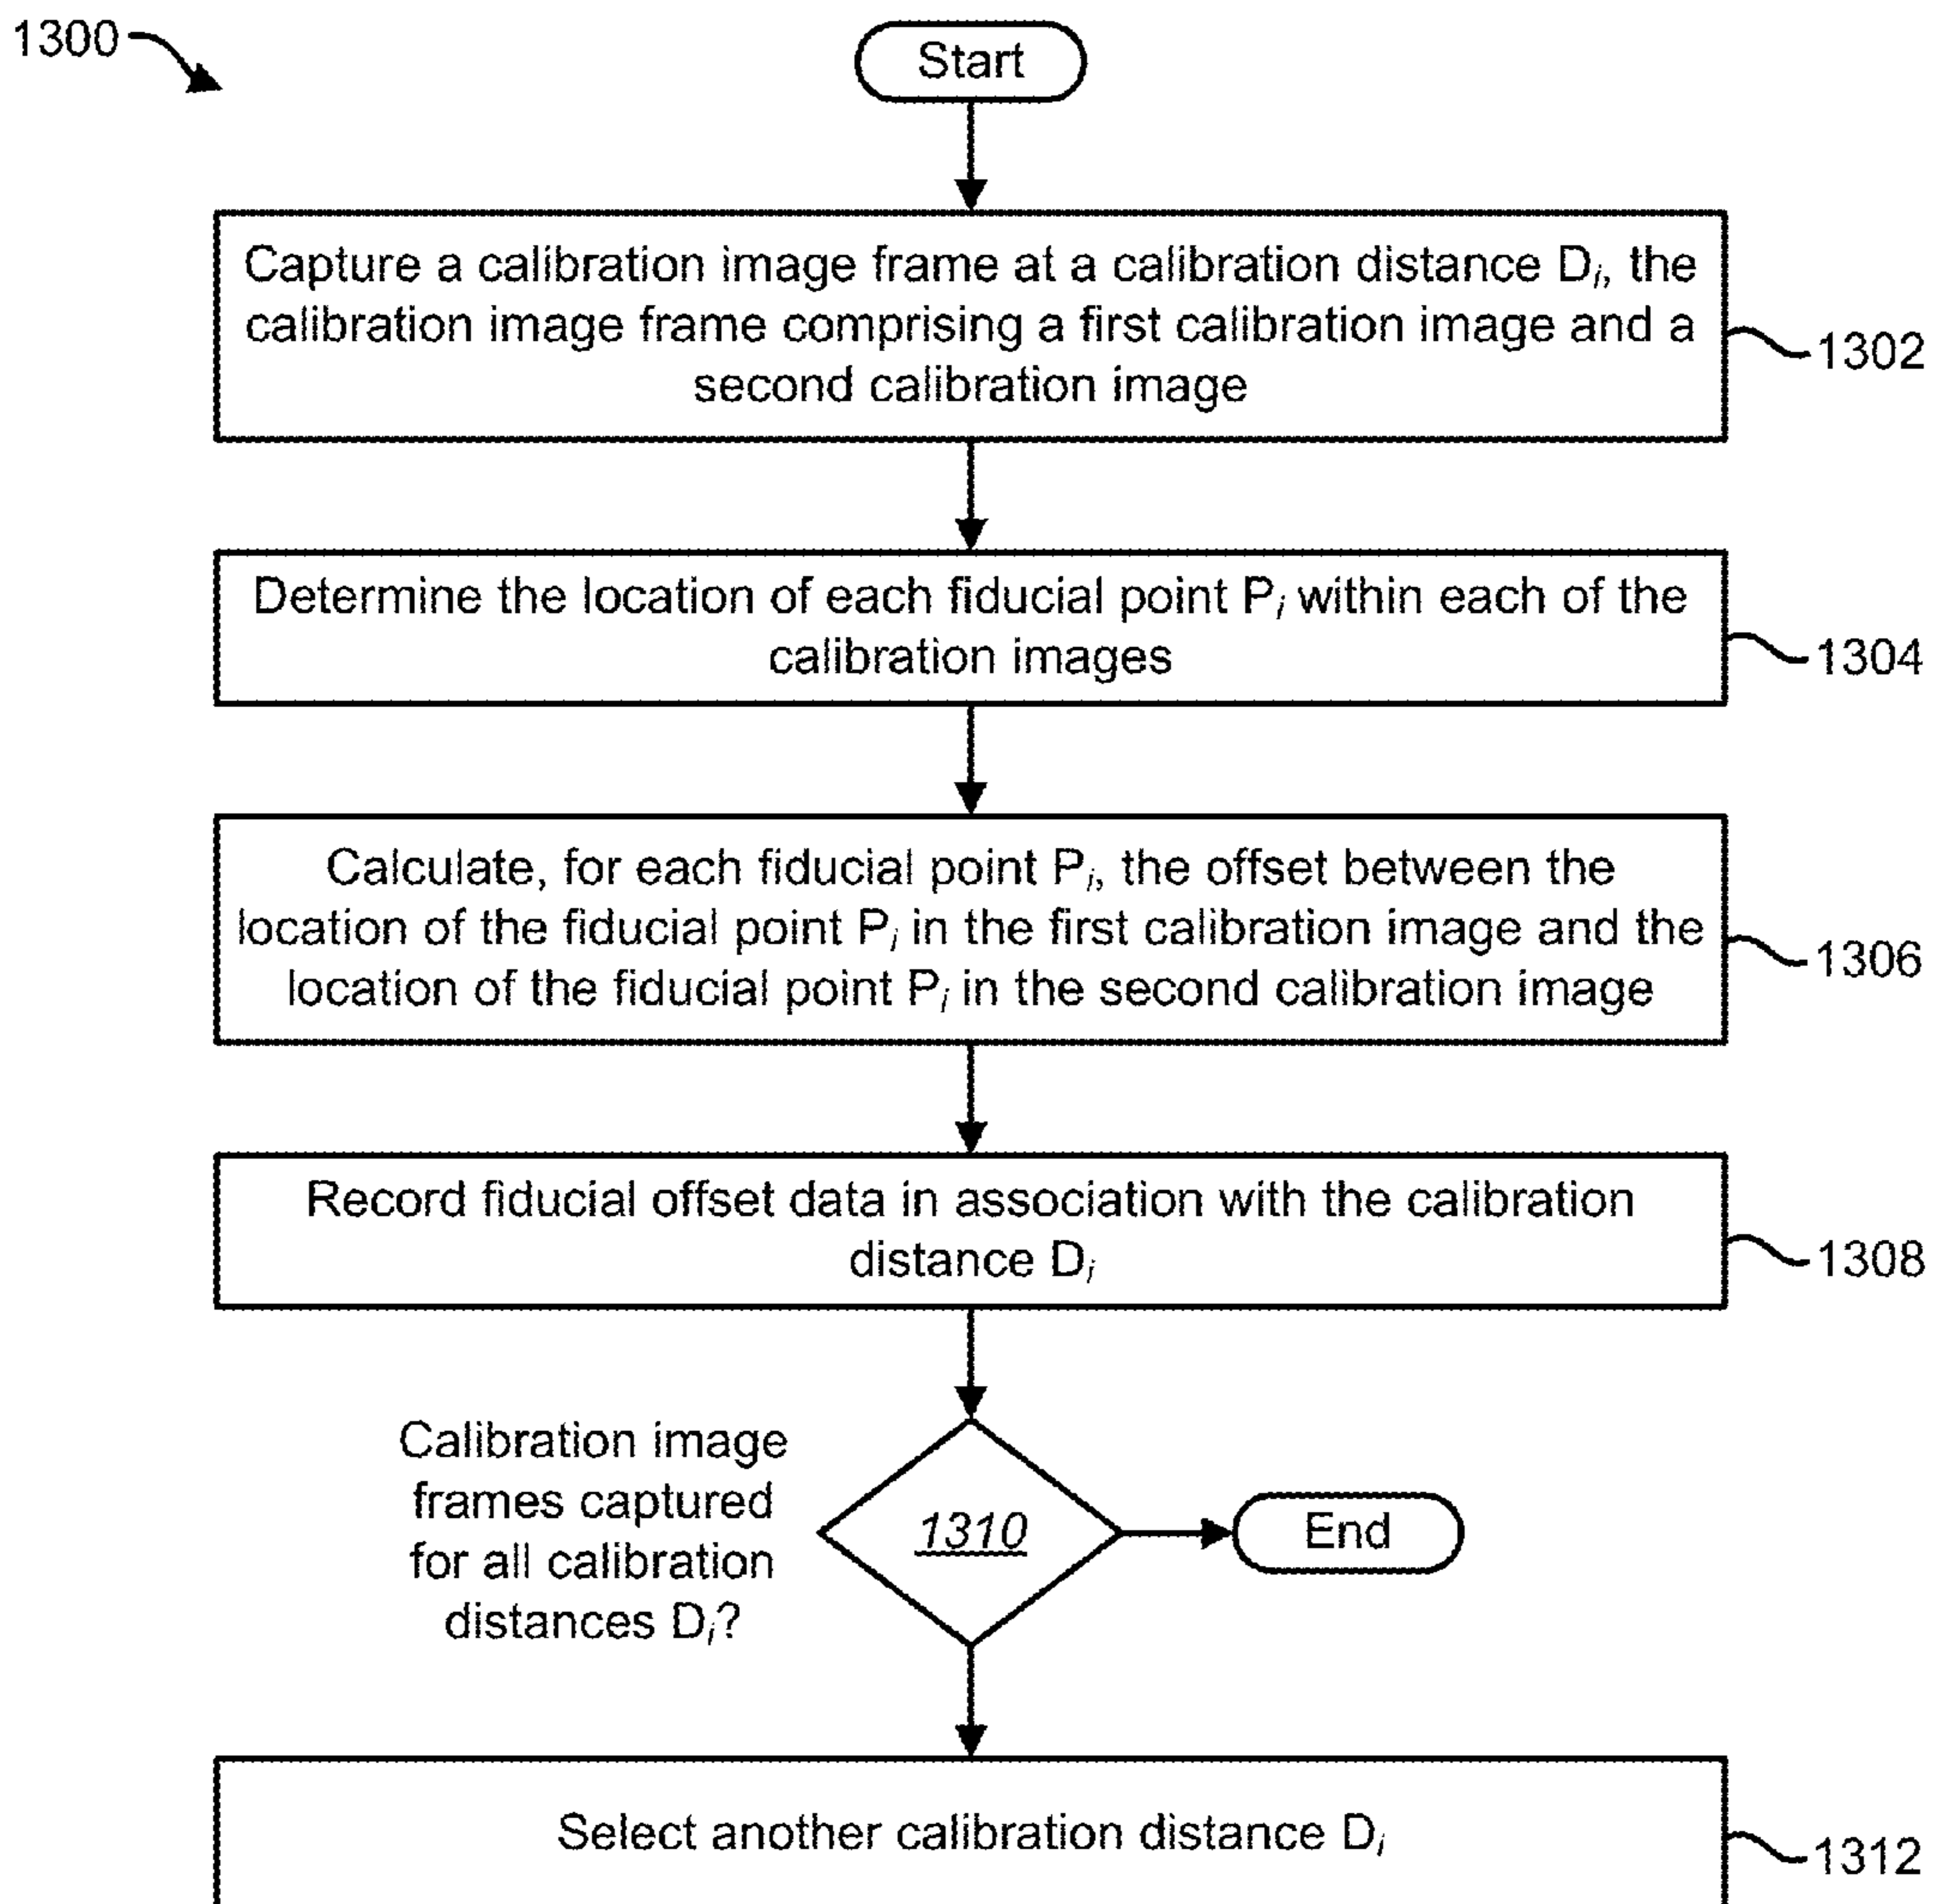 1300
Start
Capture a calibration image frame at a calibration distance Di, the
calibration image frame comprising a first calibration image and a
second calibration image
1302
Determine the location of each fiducial point Pi within each of the
calibration images
1304
Calculate, for each fiducial point Pi, the offset between the
location of the fiducial point Pi in the first calibration image and the
location of the fiducial point Pi in the second calibration image
1306
Record fiducial offset data in association with the calibration
distance Di
1308
Calibration image
frames captured
for all calibration
distances Di?
1310
End
Select another calibration distance Di
1312